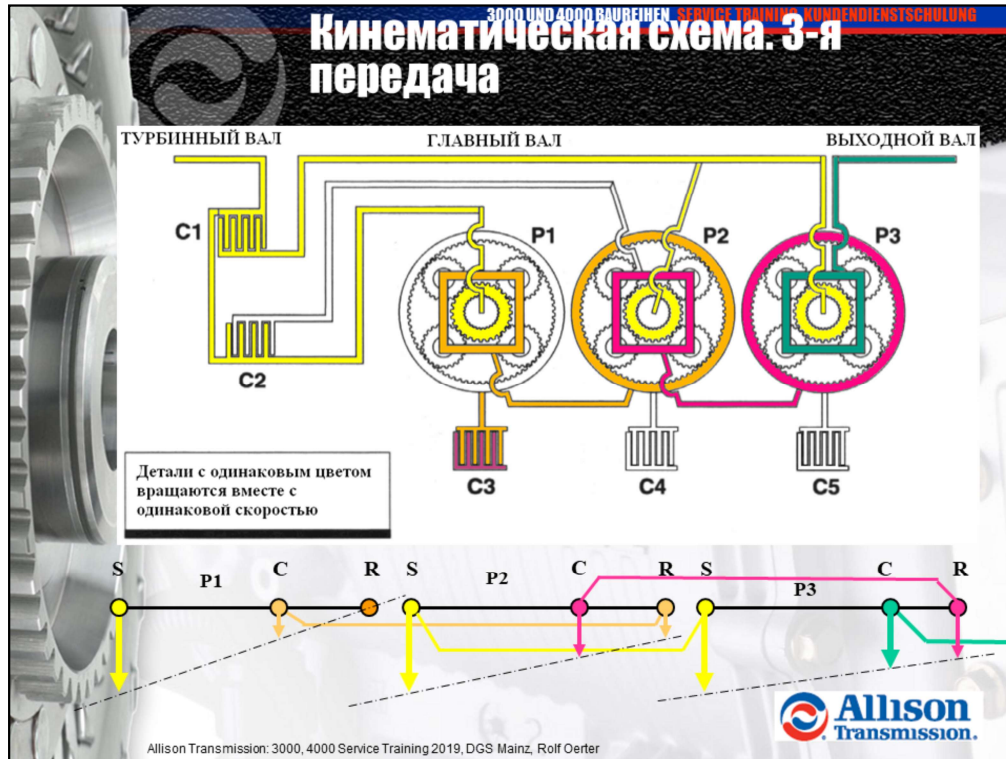 3000 UND 4000 BAUREIHEN SERVICE TRAINING KUNDENDIENSTSCHULUNG
Кинематическая схема. 3-я
передача
ТУРБИННЫЙ ВАЛ ГЛАВНЫЙ ВАЛ ВЫХОДНОЙ ВАЛ
C1 P1 P2 P3
C2
Детали с одинаковым цветом
вращаются вместе с
одинаковой скоростью
C3 C4 C5
S P1 C R S P2 C R S P3 C R
Allison
Transmission.
Allison Transmission: 3000, 4000 Service Training 2019, DGS Mainz, Rolf Oerter